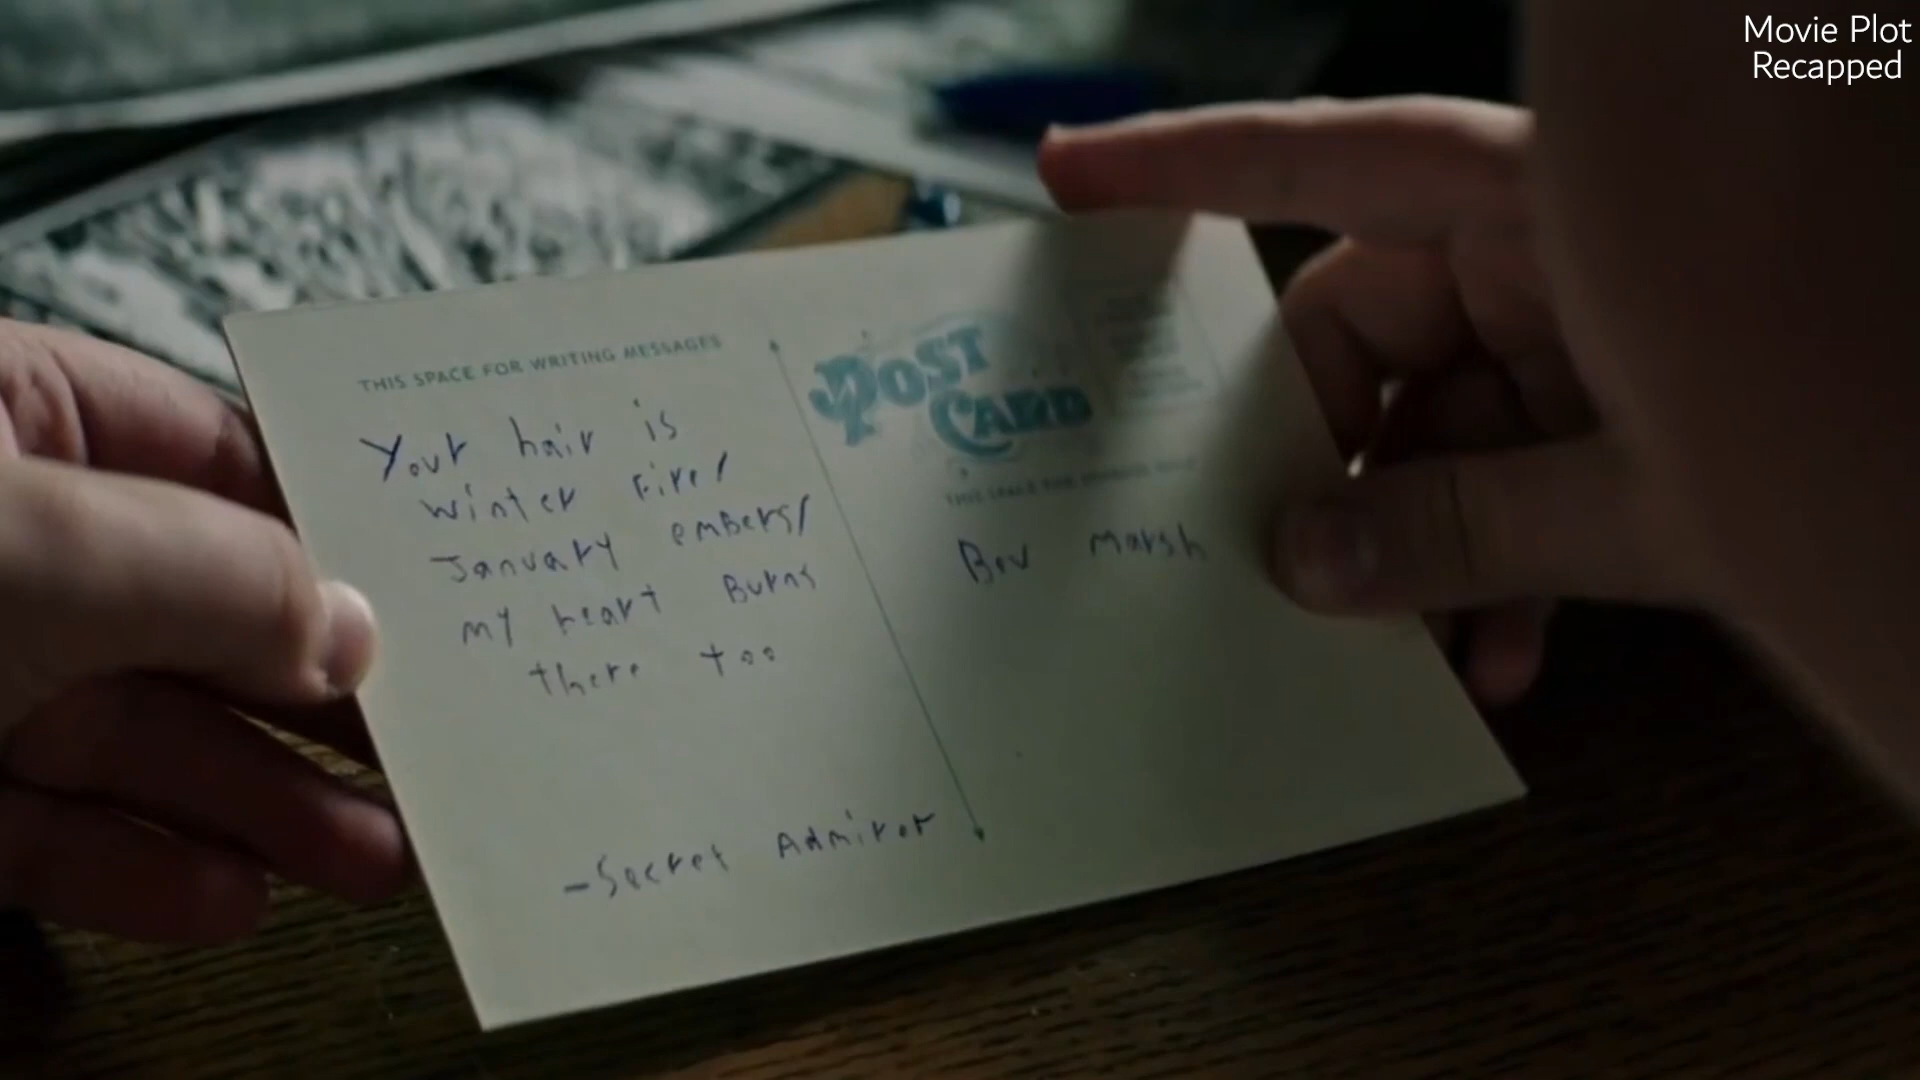 Movie Plot
Recapped
THIS SPACE FOR WRITING MESSAGES
Your hair is
winter fire/
January embers/
my heart Burns
there too
-Secret Admirer
POST
CARD
Bev Marsh